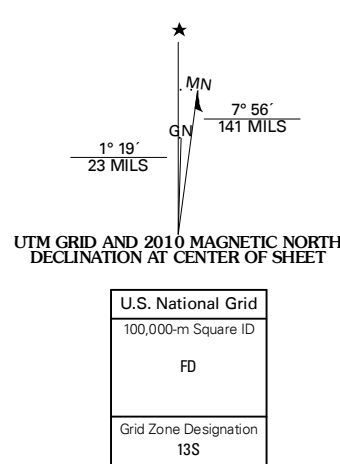 ★
MN
7° 56´
141 MILS
GN
1° 19´
23 MILS
UTM GRID AND 2010 MAGNETIC NORTH
DECLINATION AT CENTER OF SHEET
U.S. National Grid
100,000-m Square ID
FD
Grid Zone Designation
13S